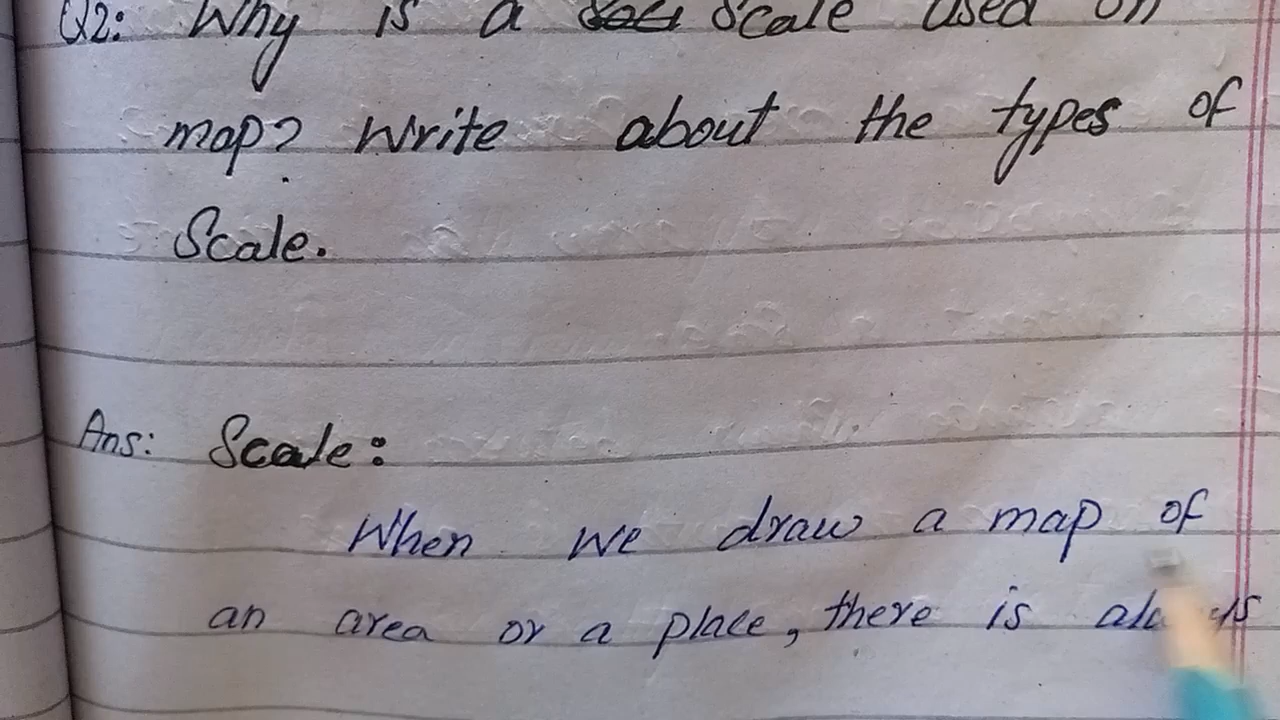 Q2: Why is a Scale used on
map? Write about the types of
Scale.
Ans: Scale:
When we draw a map of
an area or a place, there is